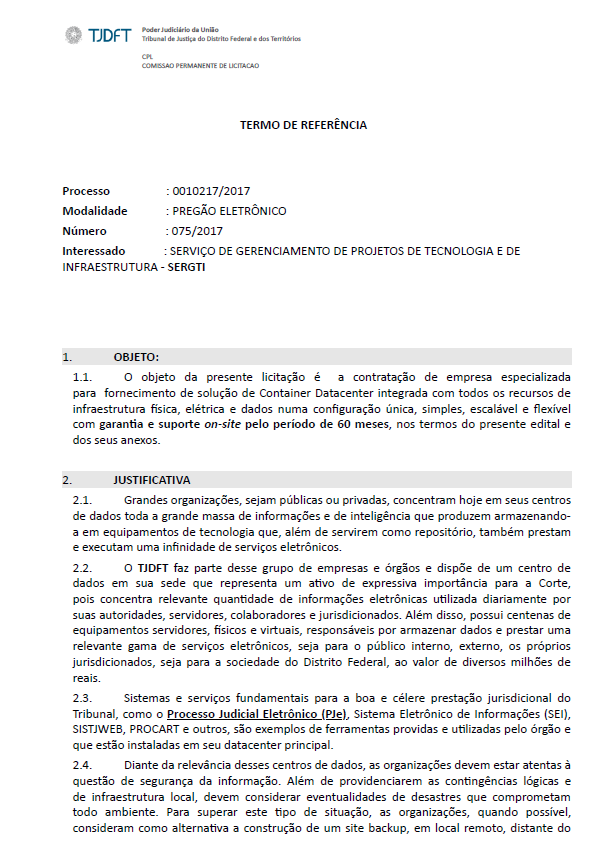 TJDFT
Poder Judiciário da União
Tribunal de Justiça do Distrito Federal e dos Territórios
CPL
COMISSAO PERMANENTE DE LICITACAO
TERMO DE REFERÊNCIA
Processo : 0010217/2017
Modalidade : PREGÃO ELETRÔNICO
Número : 075/2017
Interessado : SERVIÇO DE GERENCIAMENTO DE PROJETOS DE TECNOLOGIA E DE
INFRAESTRUTURA - SERGTI
1. OBJETO:
1.1. O objeto da presente licitação é a contratação de empresa especializada
para fornecimento de solução de Container Datacenter integrada com todos os recursos de
infraestrutura física, elétrica e dados numa configuração única, simples, escalável e flexível
com garantia e suporte on-site pelo período de 60 meses, nos termos do presente edital e
dos seus anexos.
2. JUSTIFICATIVA
2.1. Grandes organizações, sejam públicas ou privadas, concentram hoje em seus centros
de dados toda a grande massa de informações e de inteligência que produzem armazenando-
a em equipamentos de tecnologia que, além de servirem como repositório, também prestam
e executam uma infinidade de serviços eletrônicos.
2.2. O TJDFT faz parte desse grupo de empresas e órgãos e dispõe de um centro de
dados em sua sede que representa um ativo de expressiva importância para a Corte,
pois concentra relevante quantidade de informações eletrônicas utilizada diariamente por
suas autoridades, servidores, colaboradores e jurisdicionados. Além disso, possui centenas de
equipamentos servidores, físicos e virtuais, responsáveis por armazenar dados e prestar uma
relevante gama de serviços eletrônicos, seja para o público interno, externo, os próprios
jurisdicionados, seja para a sociedade do Distrito Federal, ao valor de diversos milhões de
reais.
2.3. Sistemas e serviços fundamentais para a boa e célere prestação jurisdicional do
Tribunal, como o Processo Judicial Eletrônico (PJe), Sistema Eletrônico de Informações (SEI),
SISTJWEB, PROCART e outros, são exemplos de ferramentas providas e utilizadas pelo órgão e
que estão instaladas em seu datacenter principal.
2.4. Diante da relevância desses centros de dados, as organizações devem estar atentas à
questão de segurança da informação. Além de providenciarem as contingências lógicas e
de infraestrutura local, devem considerar eventualidades de desastres que comprometam
todo ambiente. Para superar este tipo de situação, as organizações, quando possível,
consideram como alternativa a construção de um site backup, em local remoto, distante do